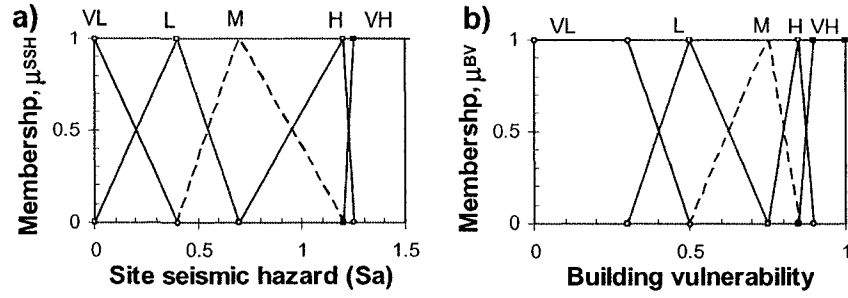 a)
VL L M H VH
1
0.5
0
Membershp, μSSH
0 0.5 1 1.5
Site seismic hazard (Sa)
b)
VL L M H VH
1
0.5
0
Membershp, μBV
0 0.5 1
Building vulnerability